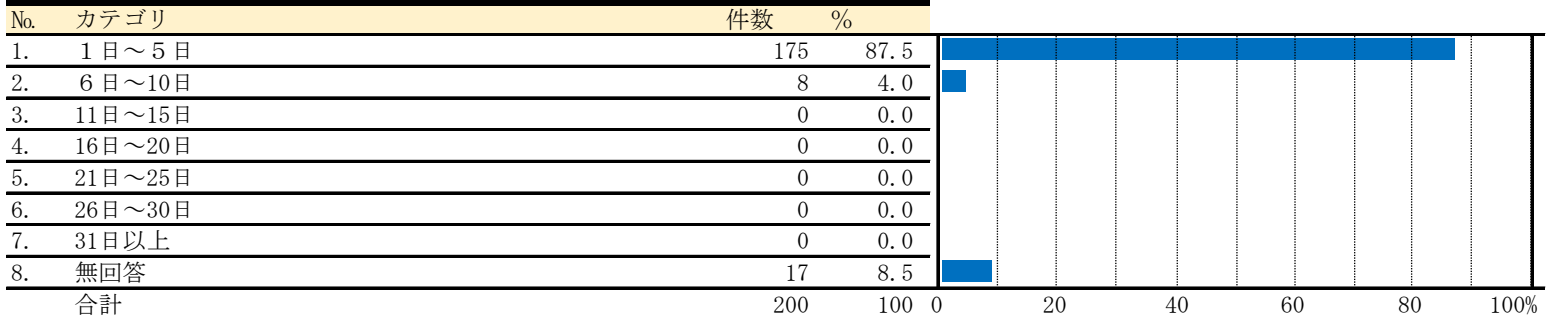 № カテゴリ 件数 %
1. １日～５日 175 87.5
2. ６日～10日 8 4.0
3. 11日～15日 0 0.0
4. 16日～20日 0 0.0
5. 21日～25日 0 0.0
6. 26日～30日 0 0.0
7. 31日以上 0 0.0
8. 無回答 17 8.5
合計 200 100 0 20 40 60 80 100%